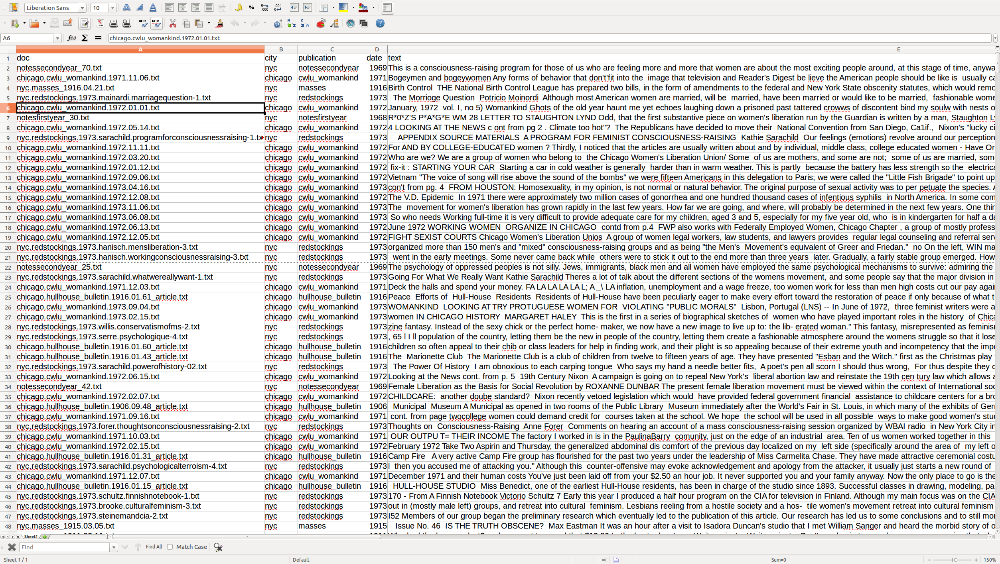 Liberation Sans 10
A6 chicago.cwlu_womankind.1972.01.01.txt
A B C D E
1 doc city publication date text
2 notessecondyear_70.txt nyc notessecondyear 1969 This is a consciousness-raising program for those of us who are feeling more and more that women are about the most exciting people around, at this stage of time, anywa
3 chicago.cwlu_womankind.1971.11.06.txt chicago cwlu_womankind 1971 Bogeymen and bogeywomen Any forms of behavior that don't'fit into the image that television and Reader's Digest be lieve the American people should be like is usually ca
4 nyc.masses_1916.04.21.txt nyc masses 1916 Birth Control THE National Birth Control League has prepared two bills, in the form of amendments to the federal and New York State obscenity statutes, which would remo
5 nyc.redstockings.1973.mainardi.marriagequestion-1.txt nyc redstockings 1973 The Morrioge Question Potricio Moinordi Although most American women are married, will be married, have been married or would like to be married, fashionable wome
6 chicago.cwlu_womankind.1972.01.01.txt chicago cwlu_womankind 1972 January, 1972 vol. I, no 5) Womankind Ghots of the old year haunt me yet echoes laughing down a prisoned past tattered crowws of discontent bind my soulw with nests o
7 notesfirstyear_30.txt nyc notesfirstyear 1968 R*0*Z'S P*A*G*E WM 28 LETTER TO STAUGHTON LYND Odd, that the first substantive piece on women's liberation run by the Guardian is written by a man, Staughton Ly
8 chicago.cwlu_womankind.1972.05.14.txt chicago cwlu_womankind 1972 4 LOOKING AT THE NEWS c ont from pg 2 . Climate too hot"? The Republicans have decided to move their National Convention from San Diego, Ca1if., Nixon's "lucky ci
9 nyc.redstockings.1973.sarachild.programforconsciousnessraising-1.tx nyc redstockings 1973 APPENDIX SOURCE MATERIALS A PROGRAM FOR FEMINIST CONSCIOUSNESS-RAISING Kathie Sarachild Our feelings (emotions) revolve around our perception
10 chicago.cwlu_womankind.1972.11.11.txt chicago cwlu_womankind 1972 For AND BY COLLEGE-EDUCATED women ? Thirdly, I noticed that the articles are usually written about and by individual, middle class, college educated women - Have On
11 chicago.cwlu_womankind.1972.03.20.txt chicago cwlu_womankind 1972 Who are we? We are a group of women who belong to the Chicago Women's Liberation Union/ Some of us are mothers, and some are not; some of us are married, som
12 chicago.cwlu_womankind.1972.01.12.txt chicago cwlu_womankind 1972 fix-it : STARTING YOUR CAR Starting a car in cold weather is generally harder than in warm weather. This is partly because the battery has less strength so the electrica
13 chicago.cwlu_womankind.1972.09.06.txt chicago cwlu_womankind 1972 Vietnam "The voice of song will rise above the sound of the bombs" we were fifteen Americans in this delegation to Paris; we were called the "Little Fish Brigade" to point up
14 chicago.cwlu_womankind.1973.04.16.txt chicago cwlu_womankind 1973 con't from pg. 4 FROM HOUSTON: Homosexuality, in my opinion, is not normal or natural behavior. The original purpose of sexual activity was to per petuate the species. A
15 chicago.cwlu_womankind.1972.12.08.txt chicago cwlu_womankind 1972 The V.D. Epidemic In 1971 there were approximately two million cases of gonorrhea and one hundred thousand cases of infentious syphilis in North America. In some com
16 chicago.cwlu_womankind.1973.11.06.txt chicago cwlu_womankind 1973 The movement for women's liberation has grown rapidly in the last few years. How far we are going, and where, will probably be determined in the next few years. One thin
17 chicago.cwlu_womankind.1973.06.08.txt chicago cwlu_womankind 1973 So who needs Working full-time it is very difficult to provide adequate care for my children, aged 3 and 5, especially for my five year old, who is in kindergarten for half a da
18 chicago.cwlu_womankind.1972.06.13.txt chicago cwlu_womankind 1972 June 1972 WORKING WOMEN ORGANIZE IN CHICAGO contd from p.4 FWP also works with Federally Employed Women, Chicago Chapter , a group of mostly profess
19 chicago.cwlu_womankind.1972.12.05.txt chicago cwlu_womankind 1972 FIGHT SEXIST COURTS Chicago Women's Liberation Unios A group of women legal workers, law students, and lawyers provides regular legal counseling and referral serv
20 nyc.redstockings.1973.hanisch.mensliberation-3.txt nyc redstockings 1973 organized more than 150 men's and "mixed" consciousness-raising groups and as being "the Men's Movement's equivalent of Greer and Friedan." no On the left, WIN ma
21 nyc.redstockings.1973.hanisch.workingconsciousnessraising-3.txt nyc redstockings 1973 went in the early meetings. Some never came back while others were to stick it out to the end more than three years later. Gradually, a fairly stable group emerged. How
22 notessecondyear_25.txt nyc notessecondyear 1969 The psychology of oppressed peoples is not silly. Jews, immigrants, black men and all women have employed the same psychological mechanisms to survive: admiring the
23 nyc.redstockings.1973.sarachild.whatwereallywant-1.txt nyc redstockings 1973 Going For What We Really Want Kathie Sarachild Theres a lot of talk about the different sections of the womens movement, and some people say that the major division in
24 chicago.cwlu_womankind.1971.12.03.txt chicago cwlu_womankind 1971 Deck the halls and spend your money. FA LA LA LA LA L; A _\ LA inflation, unemployment and a wage freeze, too women work for less than men high costs cut our pay agai
25 chicago.hullhouse_bulletin.1916.01.61_article.txt chicago hullhouse_bulletin 1916 Peace Efforts of Hull-House Residents Residents of Hull-House have been peculiarly eager to make every effort toward the restoration of peace if only because of what t
26 chicago.cwlu_womankind.1973.09.04.txt chicago cwlu_womankind 1973 WOMANKIND LOOKING AT TRY PROTUGUESE WOMEN FOR VIOLATING "PUBLIC MORALS" Lisbon, Portugal (LNS) -- In June of 1972, three feminist writers were a
27 chicago.cwlu_womankind.1973.02.15.txt chicago cwlu_womankind 1973 women IN CHICAGO HISTORY MARGARET HALEY This is the first in a series of biographical sketches of women who have played important roles in the history of Chica
28 nyc.redstockings.1973.willis.conservatismofms-2.txt nyc redstockings 1973 zine fantasy. Instead of the sexy chick or the perfect home- maker, we now have a new image to live up to: the lib- erated woman." This fantasy, misrepresented as feminis
29 nyc.redstockings.1973.serre.psychologique-4.txt nyc redstockings 1973 , 65 l I ll population of the country, letting them be the new in people of the country, letting them create a fashionable atmosphere around the womens struggle so that it lose
30 chicago.hullhouse_bulletin.1916.01.60_article.txt chicago hullhouse_bulletin 1916 children so often appeal to their chib or class leaders for help in finding work, and their plight is so appealing because of their extreme youth and incompetency that the impo
31 chicago.hullhouse_bulletin.1916.01.43_article.txt chicago hullhouse_bulletin 1916 The Marionette Club The Marionette Club is a club of children from twelve to fifteen years of age. They have presented "Esban and the Witch." first as the Christmas play
32 nyc.redstockings.1973.sarachild.powerofhistory-02.txt nyc redstockings 1973 The Power Of History I am obnoxious to each carping tongue Who says my hand a needle better fits, A poet's pen all scorn I should thus wrong, For thus despite they c
33 chicago.cwlu_womankind.1972.06.15.txt chicago cwlu_womankind 1972 Looking at the News cont. from p. 5 19th Century Nixon A campaign is going on to repeal New York's liberal abortion law and reinstate the 19th cen tury law which allows a
34 notessecondyear_42.txt nyc notessecondyear 1969 Female Liberation as the Basis for Social Revolution by ROXANNE DUNBAR The present female liberation movement must be viewed within the context of International soc
35 chicago.cwlu_womankind.1972.02.07.txt chicago cwlu_womankind 1972 CHILDCARE: another doube standard? Nixon recently vetoed legislation which would have provided federal government financial assistance to childcare centers for a bro
36 chicago.hullhouse_bulletin.1906.09.48_article.txt chicago hullhouse_bulletin 1906 Municipal Museum A Municipal as opened in two rooms of the Public Library Museum immediately after the World's Fair in St. Louis, in which many of the exhibits of Ger
37 chicago.cwlu_womankind.1971.09.16.txt chicago cwlu_womankind 1971 cont. from page twocollege women could demand credit for courses taken at the school. We hope the school will be used in all possible ways to make good women's stud
38 nyc.redstockings.1973.forer.thoughtsonconsciousnessraising-2.txt nyc redstockings 1973 Thoughts on Consciousness-Raising Anne Forer Comments on hearing an account of a mass consciousness-raising session organized by WBAI radio in New York City in
39 chicago.cwlu_womankind.1971.10.03.txt chicago cwlu_womankind 1971 OUR OUTPU T= THEIR INCOME The factory I worked in is in the PaulinaBarry comunity, just on the edge of an industrial area. Ten of us women worked together in this
40 chicago.cwlu_womankind.1972.02.15.txt chicago cwlu_womankind 1972 February 1972 Take Two Aspirin and Thursday, the generalized abdominal dis comfort of the previous day localized on my left side (specifically around the area of my left o
41 chicago.hullhouse_bulletin.1916.01.31_article.txt chicago hullhouse_bulletin 1916 Camp Fire A very active Camp Fire group has flourished for the past two years under the leadership of Miss Carmelita Chase. They have made attractive ceremonial costu
42 nyc.redstockings.1973.sarachild.psychologicalterroism-4.txt nyc redstockings 1973 l then you accused me of attacking you." Although this counter-offensive may evoke acknowledgement and apology from the attacker, it usually just starts a new round of
43 chicago.cwlu_womankind.1971.12.07.txt chicago cwlu_womankind 1971 December 1971 and their human costs You've just been laid off from your $2.50 an hour job. It never supported you and your family anyway. Now the only place to go is the
44 chicago.hullhouse_bulletin.1916.01.15_article.txt chicago hullhouse_bulletin 1916 HULL-HOUSE STUDIO Miss Benedict, one of the earliest Hull-House residents, has been in charge of the studio since 1893. Successful classes in drawing, modeling, pa
45 nyc.redstockings.1973.schultz.finnishnotebook-1.txt nyc redstockings 1973 170 - From A Finnish Notebook Victorio Schultz 7 Early this year I produced a half hour program on the CIA for television in Finland. Although my main focus was on the CIA
46 nyc.redstockings.1973.brooke.culturalfeminism-3.txt nyc redstockings 1973 out in (mostly male left) groups, and retreat into cultural feminism. Lesbians reeling from a hostile society and a hos- tile women's movement retreat into cultural feminism
47 nyc.redstockings.1973.steinemandcia-2.txt nyc redstockings 1973 I52 Members of our group began the preliminary research which eventually led to the publication of this article. Our research has led us to some conclusions and to still mor
48 nyc.masses_1915.03.05.txt nyc masses 1915 Issue No. 46 IS THE TRUTH OBSCENE? Max Eastman It was an hour after a visit to Isadora Duncan's studio that I met William Sanger and heard the morbid story of o
Sheet1
Find Find All Match Case
Sheet 1 / 1 Default Sum=0 150%